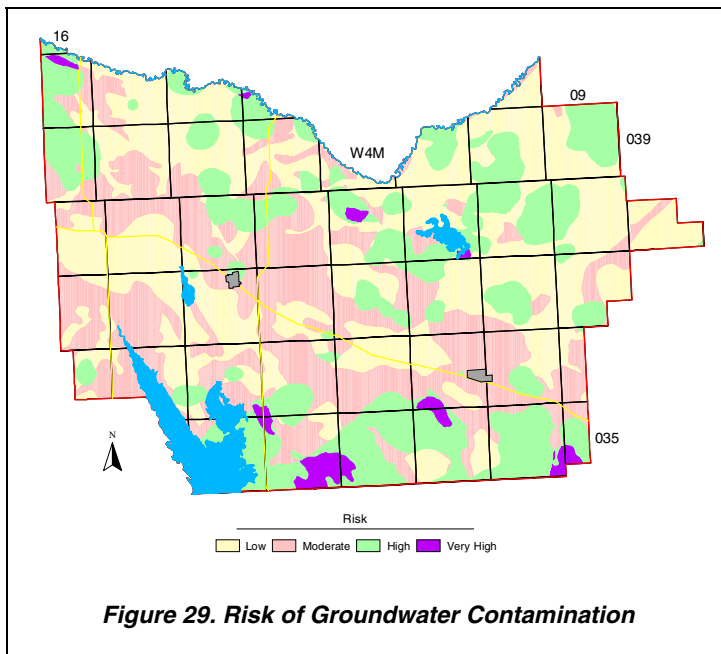 16
09
039
W4M
035
N
Risk
Low Moderate High Very High
Figure 29. Risk of Groundwater Contamination